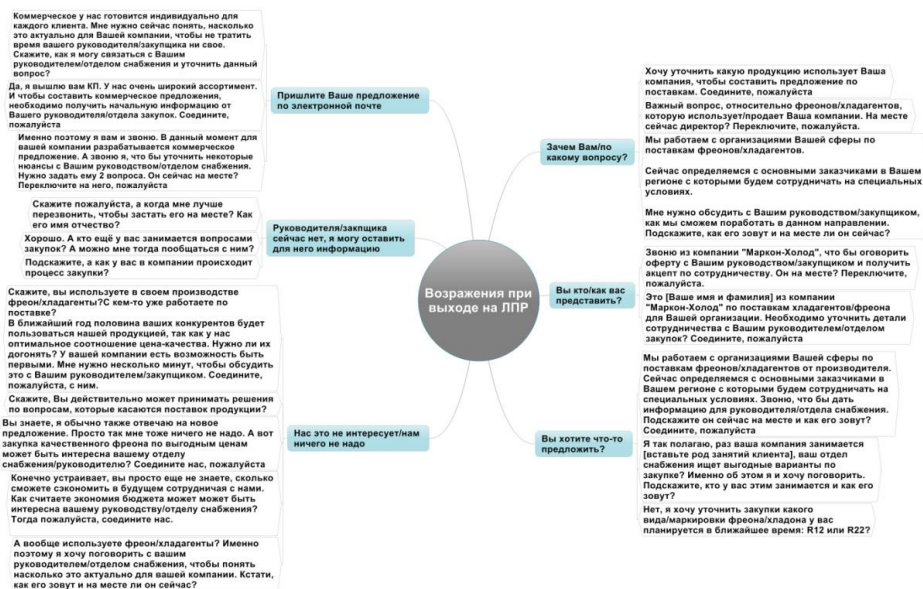 Коммерческое у нас готовится индивидуально для
каждого клиента. Мне нужно сейчас понять, насколько
это актуально для Вашей компании, чтобы не тратить
время вашего руководителя/закупщика ни свое.
Скажите, как я могу связаться с Вашим
руководителем/отделом снабжения и уточнить данный
вопрос?
Да, я вышлю вам КП. У нас очень широкий ассортимент.
И чтобы составить коммерческое предложения,
необходимо получить начальную информацию от
Вашего руководителя/отдела закупок. Соедините,
пожалуйста
Именно поэтому я вам и звоню. В данный момент для
вашей компании разрабатывается коммерческое
предложение. А звоню я, что бы уточнить некоторые
нюансы с Вашим руководством/отделом снабжения.
Нужно задать ему 2 вопроса. Он сейчас на месте?
Переключите на него, пожалуйста
Пришлите Ваше предложение
по электронной почте
Скажите пожалуйста, а когда мне лучше
перезвонить, чтобы застать его на месте? Как
его имя отчество?
Хорошо. А кто ещё у вас занимается вопросами
закупок? А можно мне тогда пообщаться с ним?
Подскажите, а как у вас в компании происходит
процесс закупки?
Руководителя/закпщика
сейчас нет, я могу оставить
для него информацию
Скажите, вы используете в своем производстве
фреон/хладагенты?С кем-то уже работаете по
поставке?
В ближайший год половина ваших конкурентов будет
пользоваться нашей продукцией, так как у нас
оптимальное соотношение цена-качества. Нужно ли их
догонять? У вашей компании есть возможность быть
первыми. Мне нужно несколько минут, чтобы обсудить
это с Вашим руководителем/закупщиком. Соедините,
пожалуйста, с ним.
Скажите, Вы действительно может принимать решения
по вопросам, которые касаются поставок продукции?
Вы знаете, я обычно также отвечаю на новое
предложение. Просто так мне тоже ничего не надо. А вот
закупка качественного фреона по выгодным ценам
может быть интересна вашему отделу
снабжения/руководителю? Соедините нас, пожалуйста
Конечно устраивает, вы просто еще не знаете, сколько
сможете сэкономить в будущем сотрудничая с нами.
Как считаете экономия бюджета может может быть
интересна вашему руководству/отделу снабжения?
Тогда пожалуйста, соедините нас.
А вообще используете фреон/хладагенты? Именно
поэтому я хочу поговорить с вашим
руководителем/отделом снабжения, чтобы понять
насколько это актуально для вашей компании. Кстати,
как его зовут и на месте ли он сейчас?
Нас это не интересует/нам
ничего не надо
Возражения при
выходе на ЛПР
Зачем Вам/по
какому вопросу?
Хочу уточнить какую продукцию использует Ваша
компания, чтобы составить предложение по
поставкам. Соедините, пожалуйста
Важный вопрос, относительно фреонов/хладагентов,
которую использует/продает Ваша компании. На месте
сейчас директор? Переключите, пожалуйста.
Мы работаем с организациями Вашей сферы по
поставкам фреонов/хладагентов.
Сейчас определяемся с основными заказчиками в Вашем
регионе с которыми будем сотрудничать на специальных
условиях.
Мне нужно обсудить с Вашим руководством/закупщиком,
как мы сможем поработать в данном направлении.
Подскажите, как его зовут и на месте ли он сейчас?
Вы кто/как вас
представить?
Звоню из компании "Маркон-Холод", что бы оговорить
оферту с Вашим руководством/закупщиком и получить
акцепт по сотрудничеству. Он на месте? Переключите,
пожалуйста.
Это [Ваше имя и фамилия] из компании
"Маркон-Холод" по поставкам хладагентов/фреона
для Вашей организации. Необходимо уточнить детали
сотрудничества с Вашим руководителем/отделом
закупок? Соедините, пожалуйста
Вы хотите что-то
предложить?
Мы работаем с организациями Вашей сферы по
поставкам фреонов/хладагентов от производителя.
Сейчас определяемся с основными заказчиками в
Вашем регионе с которыми будем сотрудничать на
специальных условиях. Звоню, что бы дать
информацию для руководителя/отдела снабжения.
Подскажите он сейчас на месте и как его зовут?
Соедините, пожалуйста
Я так полагаю, раз ваша компания занимается
[вставьте род занятий клиента], ваш отдел
снабжения ищет выгодные варианты по
закупке? Именно об этом я и хочу поговорить.
Подскажите, кто у вас этим занимается и как его
зовут?
Нет, я хочу уточнить закупки какого
вида/маркировки фреона/хладона у вас
планируется в ближайшее время: R12 или R22?